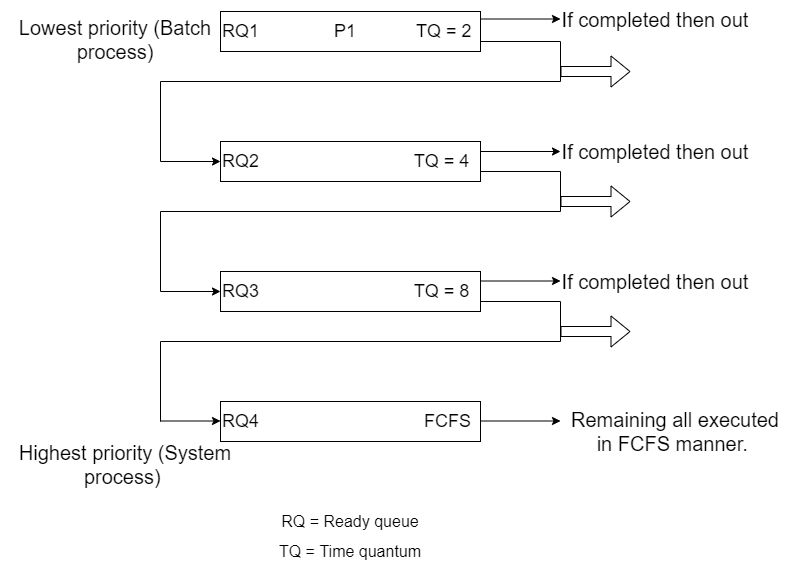 Lowest priority (Batch process)
RQ1 P1 TQ = 2
If completed then out
RQ2 TQ = 4
If completed then out
RQ3 TQ = 8
If completed then out
RQ4 FCFS
Remaining all executed
in FCFS manner.
Highest priority (System
process)
RQ = Ready queue
TQ = Time quantum